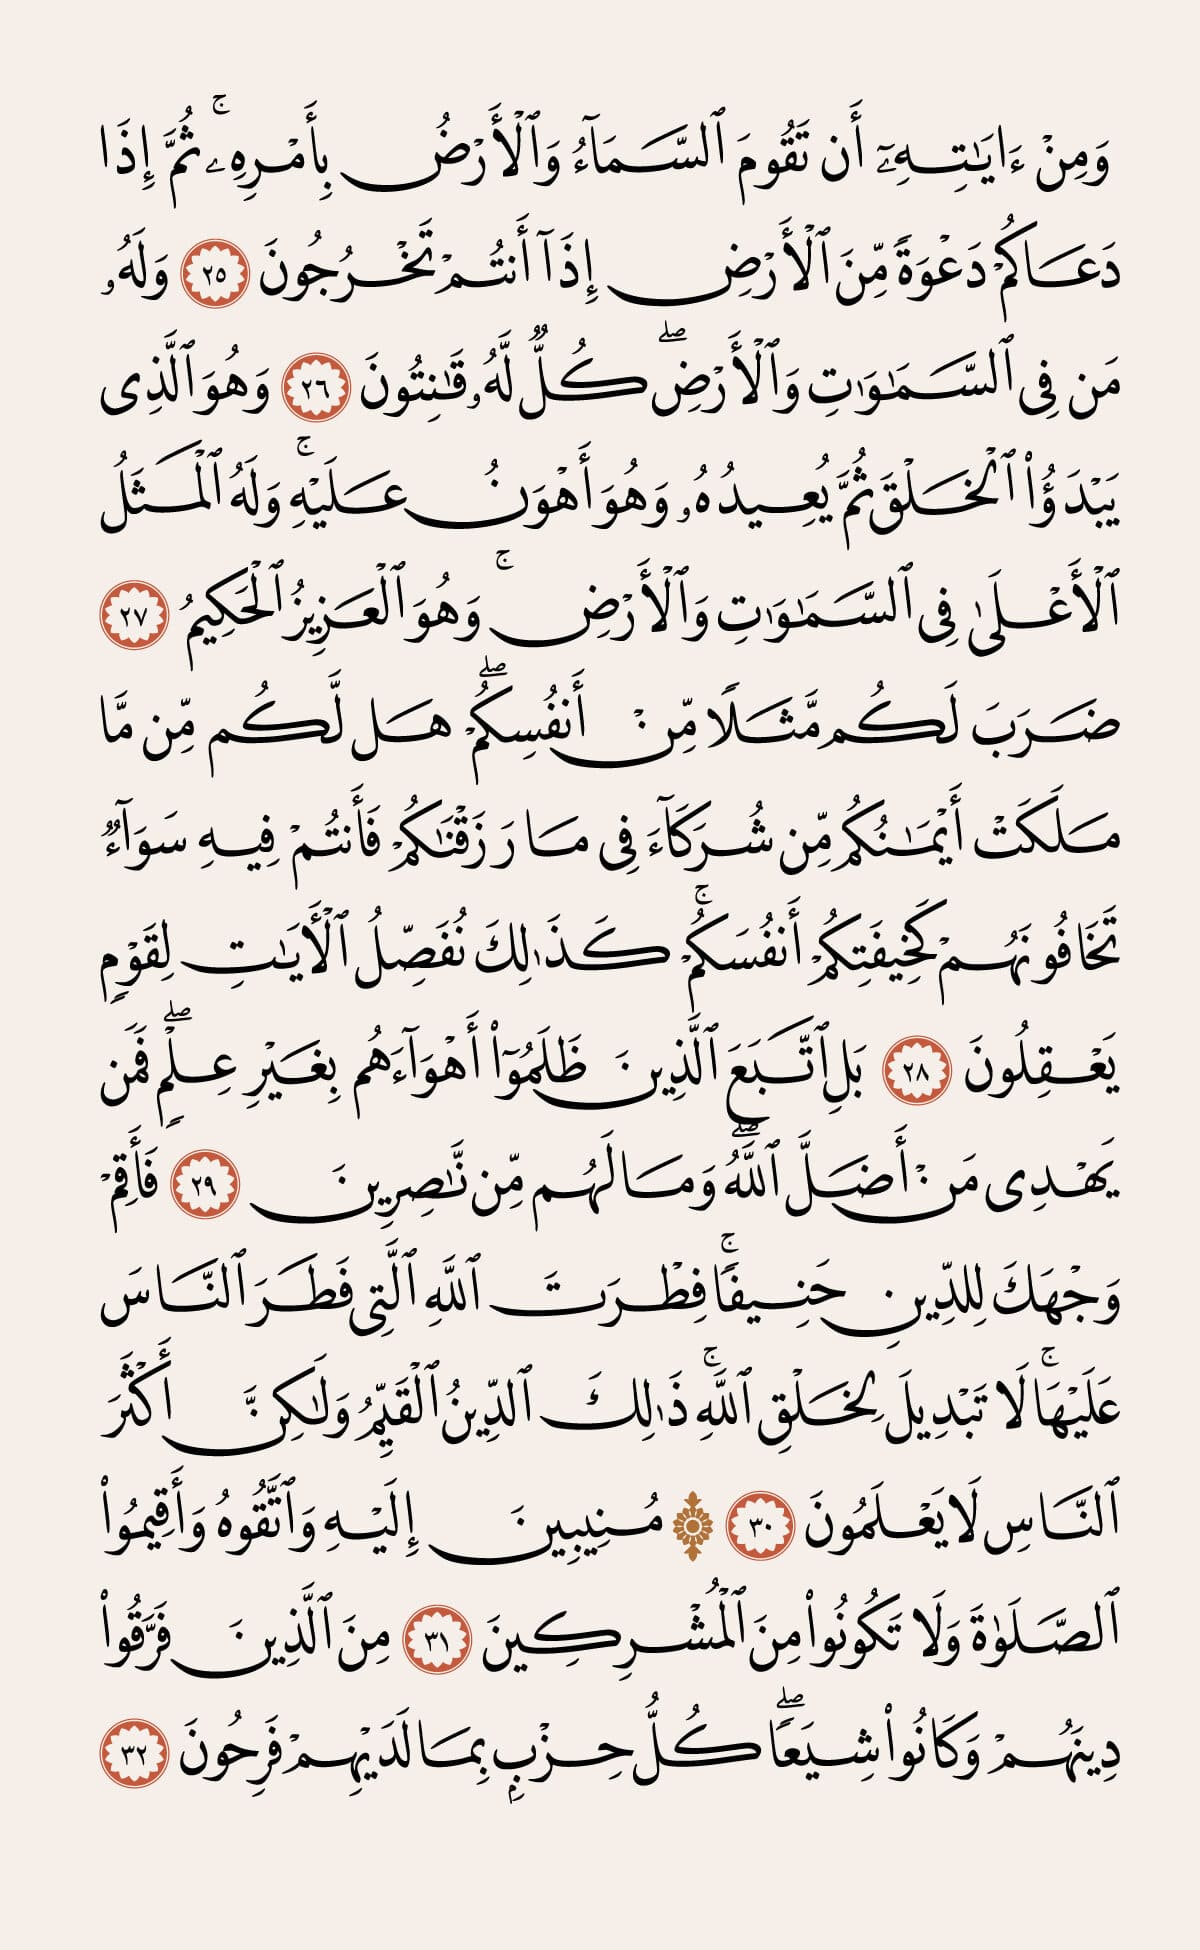 وَمِنْ ءَايَـٰتِهِۦٓ أَن تَقُومَ ٱلسَّمَآءُ وَٱلْأَرْضُ بِأَمْرِهِۦ ۚ ثُمَّ إِذَا
دَعَاكُمْ دَعْوَةً مِّنَ ٱلْأَرْضِ إِذَآ أَنتُمْ تَخْرُجُونَ ٢٥ وَلَهُۥ
مَن فِى ٱلسَّمَـٰوَٰتِ وَٱلْأَرْضِ ۖ كُلٌّ لَّهُۥ قَـٰنِتُونَ ٢٦ وَهُوَ ٱلَّذِى
يَبْدَؤُا۟ ٱلْخَلْقَ ثُمَّ يُعِيدُهُۥ وَهُوَ أَهْوَنُ عَلَيْهِ ۚ وَلَهُ ٱلْمَثَلُ
ٱلْأَعْلَىٰ فِى ٱلسَّمَـٰوَٰتِ وَٱلْأَرْضِ ۚ وَهُوَ ٱلْعَزِيزُ ٱلْحَكِيمُ ٢٧
ضَرَبَ لَكُم مَّثَلًا مِّنْ أَنفُسِكُمْ ۖ هَل لَّكُم مِّن مَّا
مَلَكَتْ أَيْمَـٰنُكُم مِّن شُرَكَآءَ فِى مَا رَزَقْنَـٰكُمْ فَأَنتُمْ فِيهِ سَوَآءٌ
تَخَافُونَهُمْ كَخِيفَتِكُمْ أَنفُسَكُمْ ۚ كَذَٰلِكَ نُفَصِّلُ ٱلْـَٔايَـٰتِ لِقَوْمٍ
يَعْقِلُونَ ٢٨ بَلِ ٱتَّبَعَ ٱلَّذِينَ ظَلَمُوٓا۟ أَهْوَآءَهُم بِغَيْرِ عِلْمٍ ۖ فَمَن
يَهْدِى مَنْ أَضَلَّ ٱللَّهُ ۖ وَمَا لَهُم مِّن نَّـٰصِرِينَ ٢٩ فَأَقِمْ
وَجْهَكَ لِلدِّينِ حَنِيفًا ۚ فِطْرَتَ ٱللَّهِ ٱلَّتِى فَطَرَ ٱلنَّاسَ
عَلَيْهَا ۚ لَا تَبْدِيلَ لِخَلْقِ ٱللَّهِ ۚ ذَٰلِكَ ٱلدِّينُ ٱلْقَيِّمُ وَلَـٰكِنَّ أَكْثَرَ
ٱلنَّاسِ لَا يَعْلَمُونَ ٣٠ مُنِيبِينَ إِلَيْهِ وَٱتَّقُوهُ وَأَقِيمُوا۟
ٱلصَّلَوٰةَ وَلَا تَكُونُوا۟ مِنَ ٱلْمُشْرِكِينَ ٣١ مِنَ ٱلَّذِينَ فَرَّقُوا۟
دِينَهُمْ وَكَانُوا۟ شِيَعًا ۖ كُلُّ حِزْبٍۭ بِمَا لَدَيْهِمْ فَرِحُونَ ٣٢